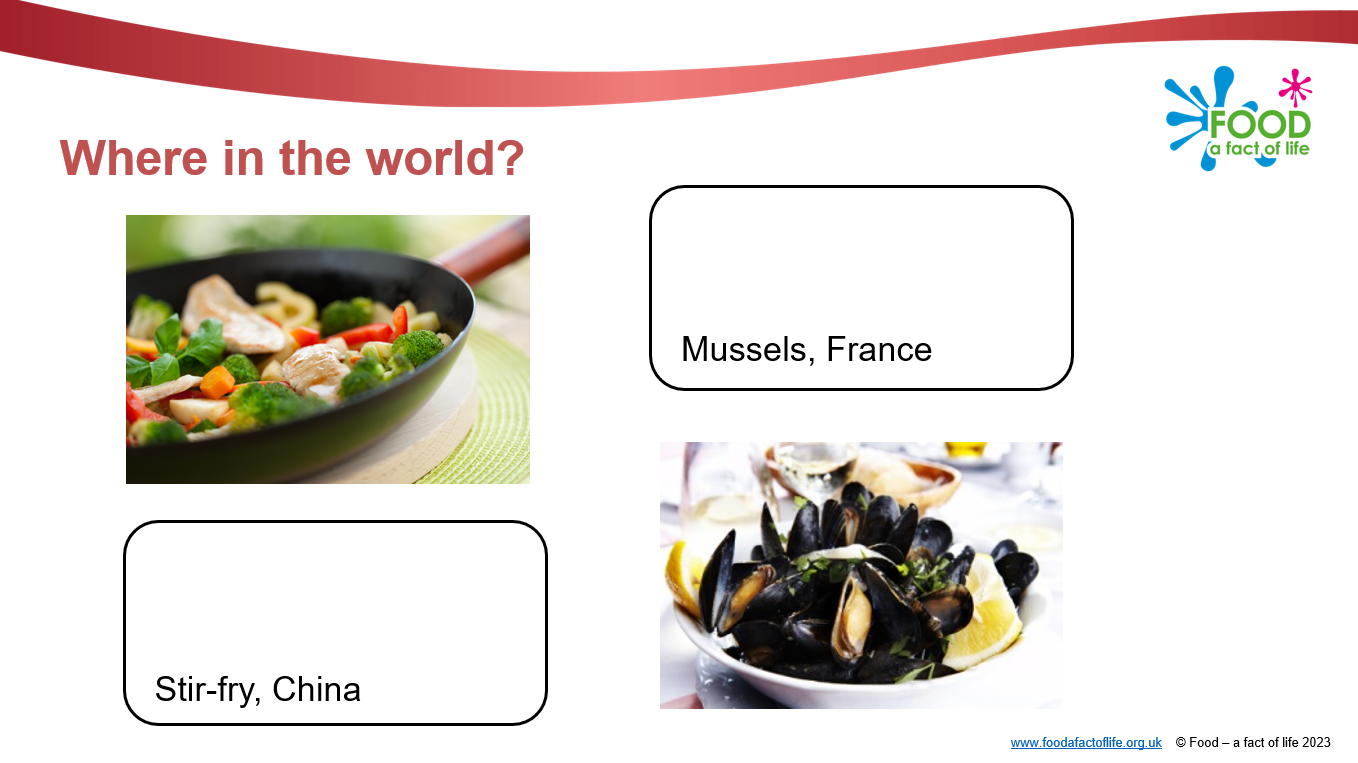 FOOD
a fact of life
Where in the world?
Mussels, France
Stir-fry, China
www.foodafactoflife.org.uk © Food – a fact of life 2023